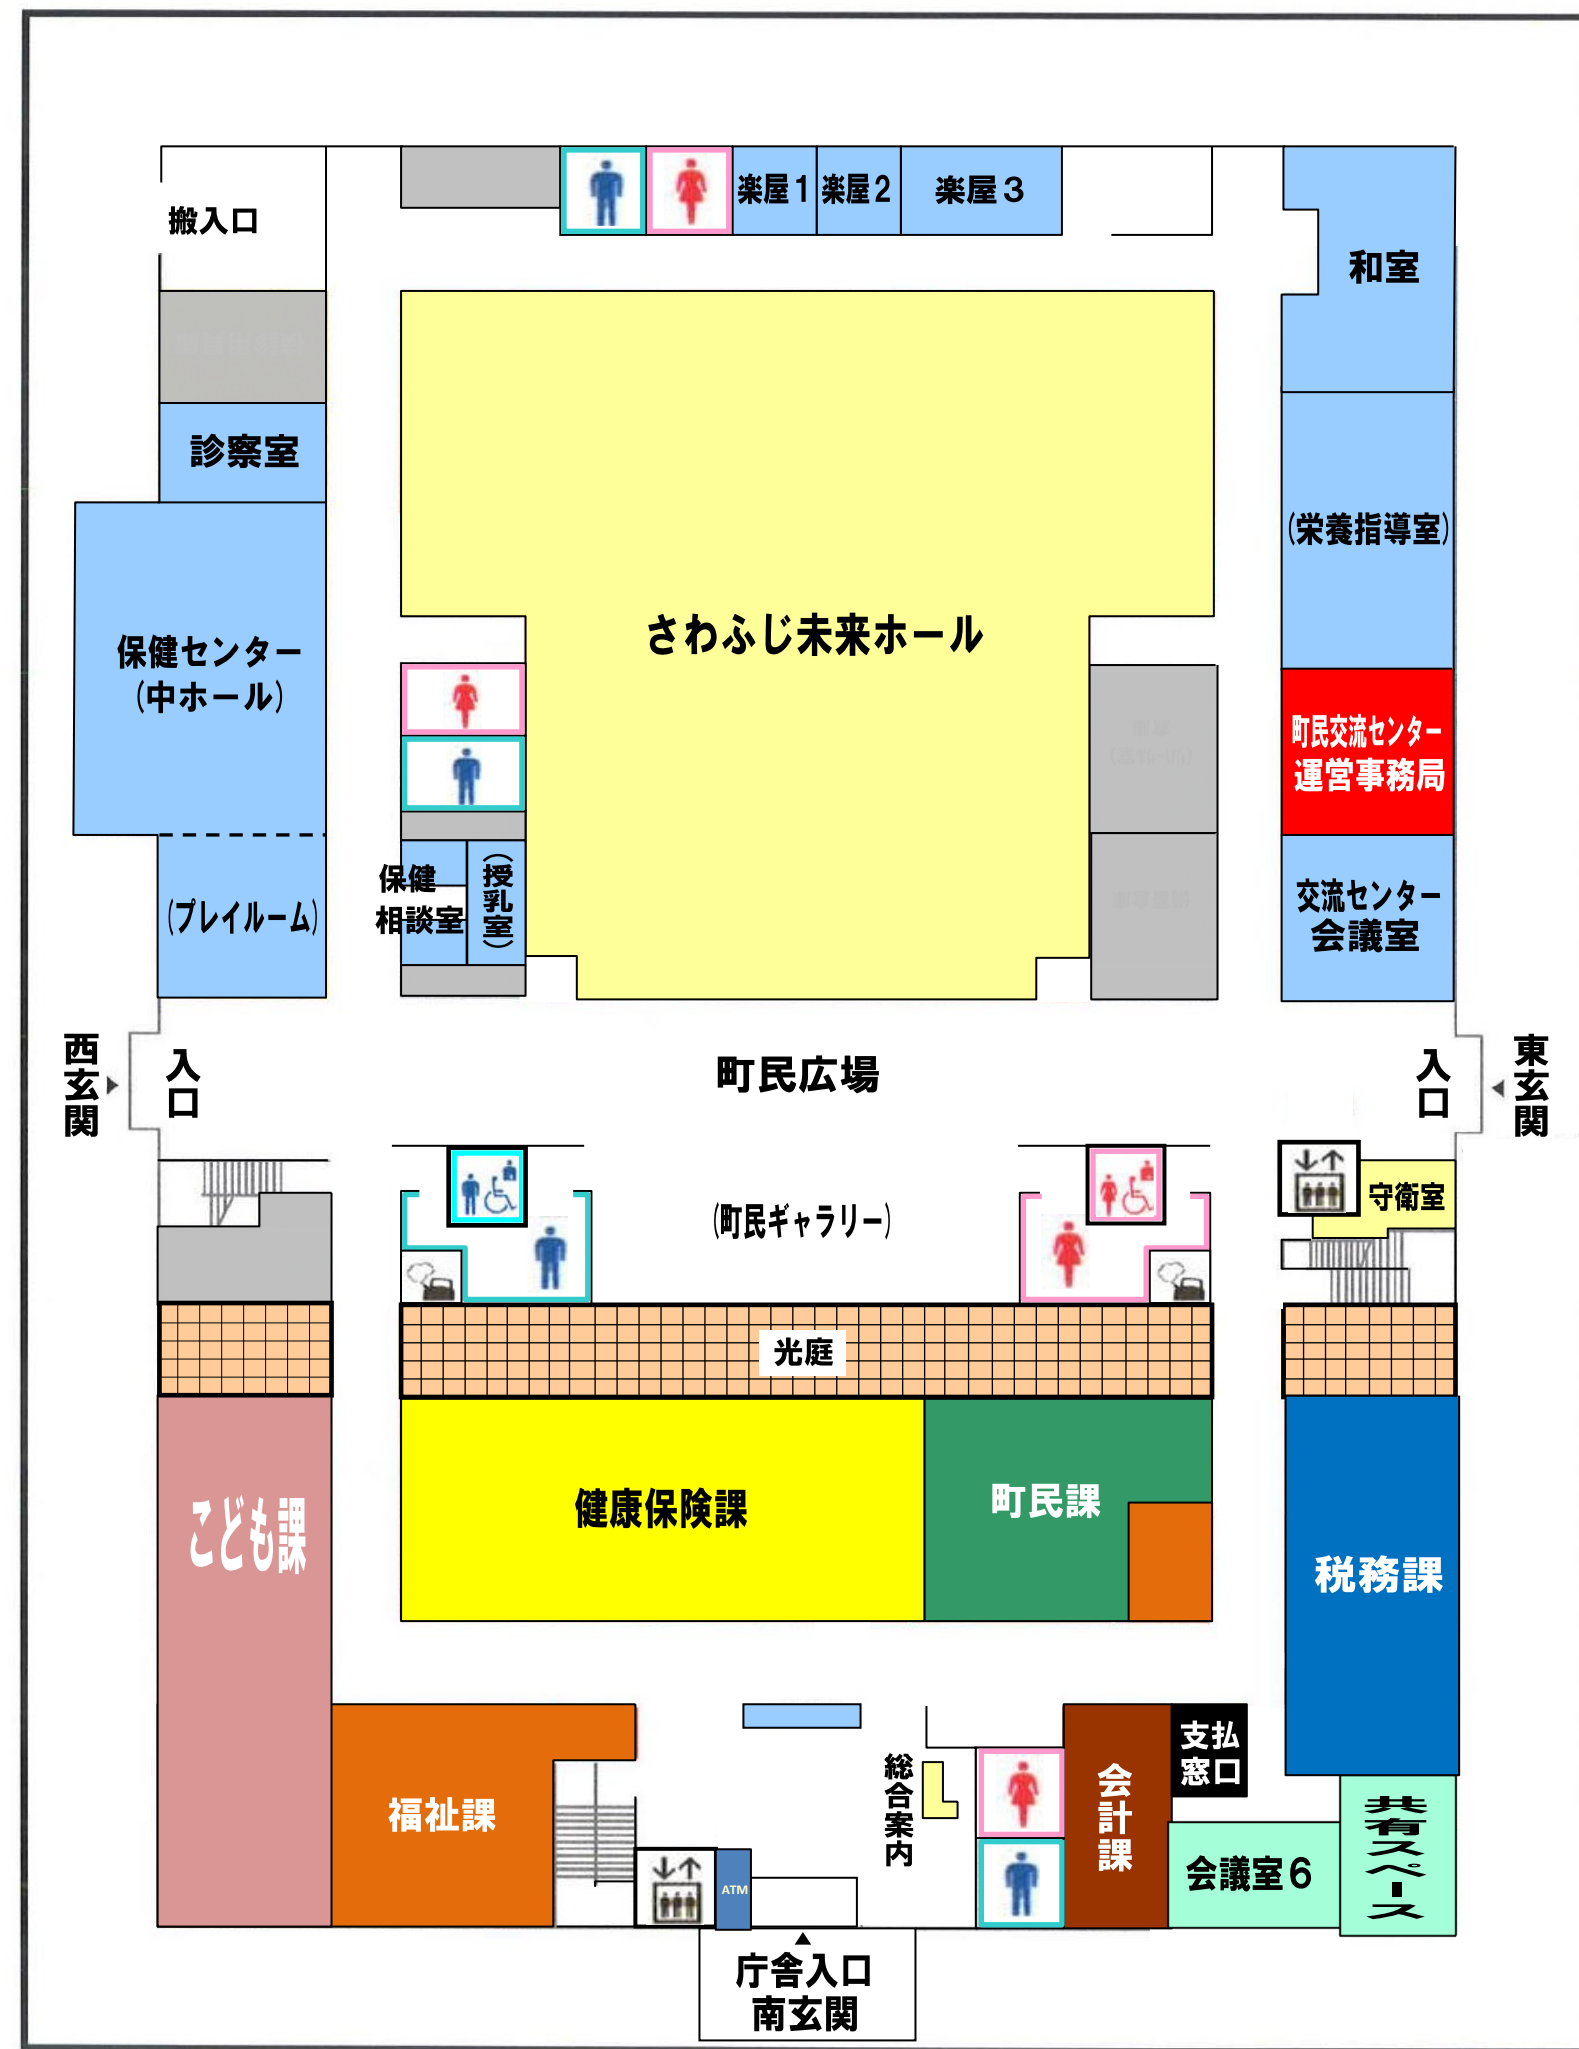 楽屋1
楽屋2
楽屋3
搬入口
和室
診察室
(栄養指導室)
さわふじ未来ホール
保健センター
(中ホール)
町民交流センター
運営事務局
保健
相談室
(授乳室)
(プレイルーム)
交流センター
会議室
西玄関
入口
町民広場
入口
東玄関
守衛室
(町民ギャラリー)
光庭
こども課
健康保険課
町民課
税務課
福祉課
総合案内
会計課
支払
窓口
会議室6
共有スペース
ATM
庁舎入口
南玄関